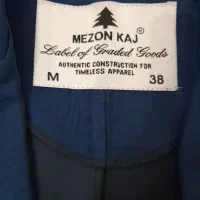 MEZON KAJ®
Label of Graded Goods
AUTHENTIC CONSTRUCTION FOR
TIMELESS APPAREL
M 38